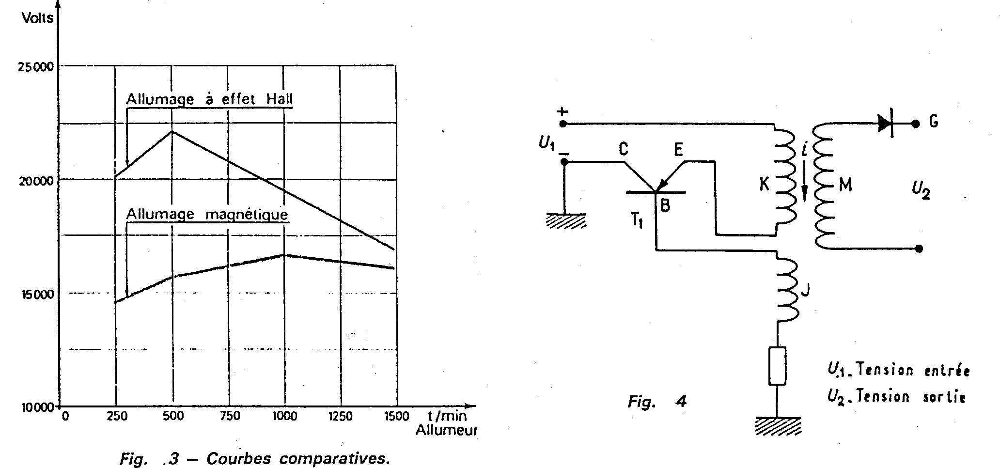 Volts
25000
Allumage à effet Hall
20000
Allumage magnétique
15000
10000
0 250 500 750 1000 1250 1500 t/min
Allumeur
Fig. 3 – Courbes comparatives.
+
U1
–
C E
B
T1
K
i
M
G
U2
J
U1. Tension entrée
U2. Tension sortie
Fig. 4